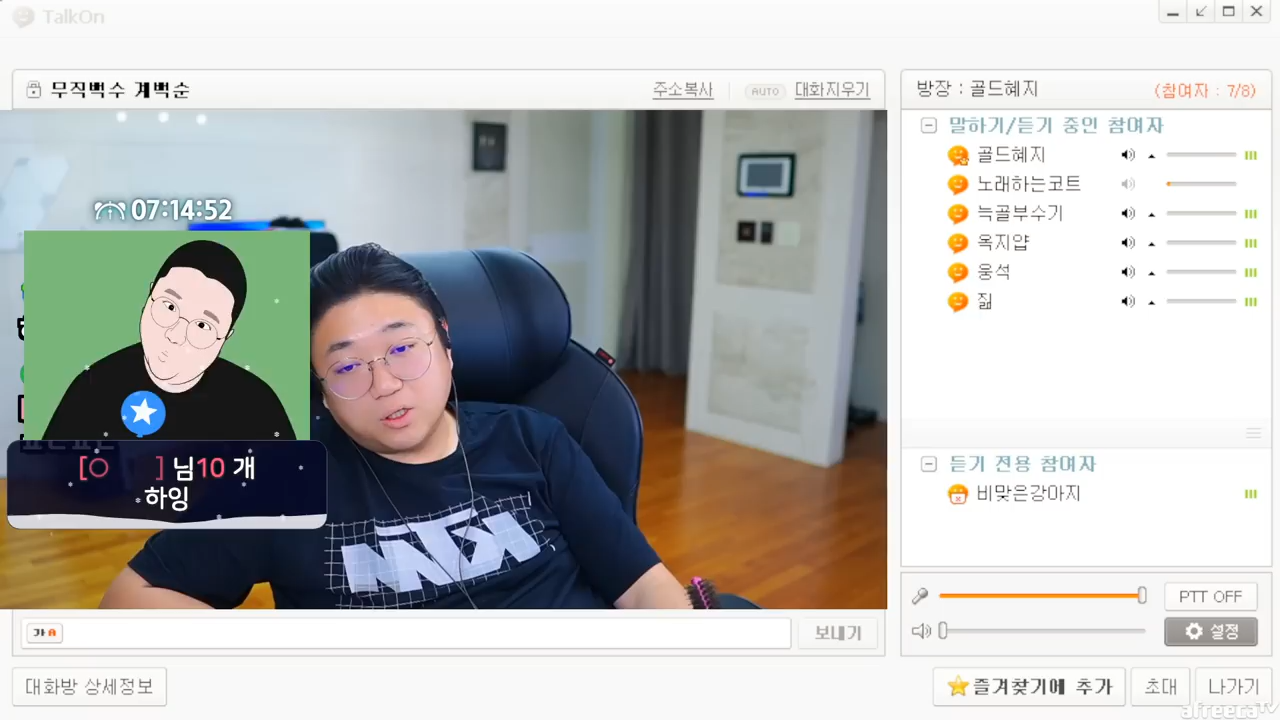 TalkOn
무직백수 계백순
주소복사
AUTO
대화지우기
방장 : 골드혜지
(참여자 : 7/8)
말하기/듣기 중인 참여자
골드혜지
노래하는코트
늑골부수기
옥지얍
웅석
짊
07:14:52
[O ] 님10 개
하잉
듣기 전용 참여자
비맞은강아지
PTT OFF
설정
가A
보내기
대화방 상세정보
즐겨찾기에 추가
초대
나가기
afreecaTV